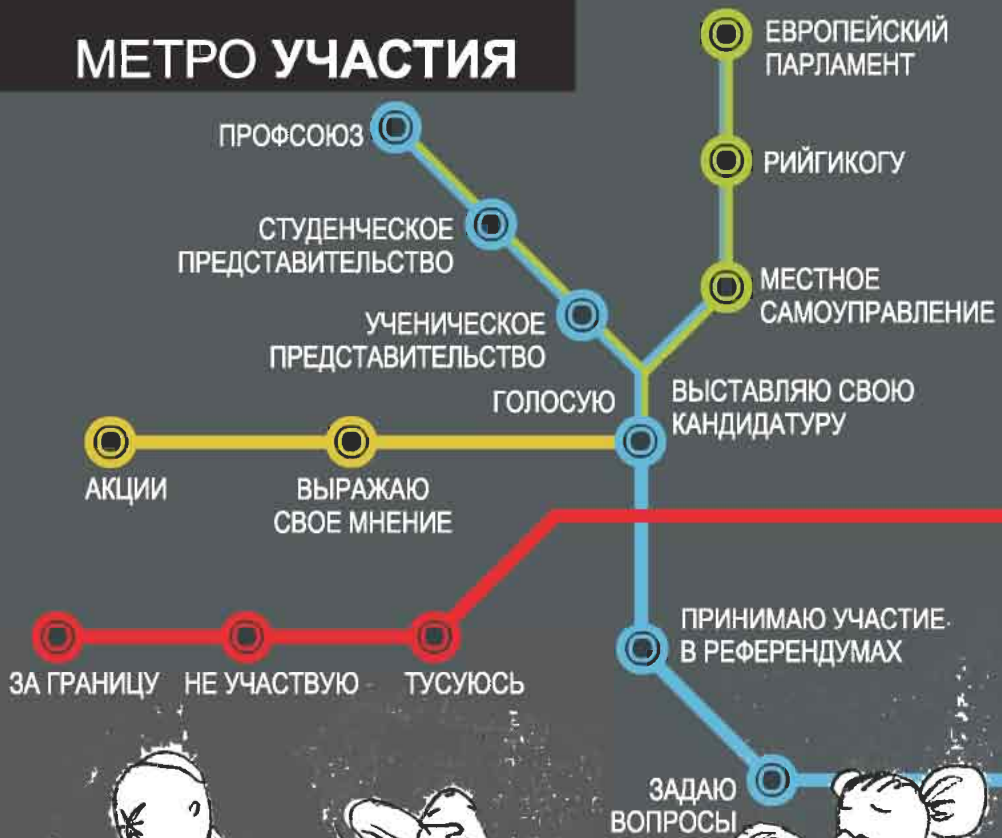 МЕТРО УЧАСТИЯ
ЕВРОПЕЙСКИЙ
ПАРЛАМЕНТ
ПРОФСОЮЗ
РИЙГИКОГУ
СТУДЕНЧЕСКОЕ
ПРЕДСТАВИТЕЛЬСТВО
МЕСТНОЕ
САМОУПРАВЛЕНИЕ
УЧЕНИЧЕСКОЕ
ПРЕДСТАВИТЕЛЬСТВО
ГОЛОСУЮ
ВЫСТАВЛЯЮ СВОЮ
КАНДИДАТУРУ
АКЦИИ
ВЫРАЖАЮ
СВОЕ МНЕНИЕ
ПРИНИМАЮ УЧАСТИЕ
В РЕФЕРЕНДУМАХ
ЗА ГРАНИЦУ
НЕ УЧАСТВУЮ
ТУСУЮСЬ
ЗАДАЮ
ВОПРОСЫ